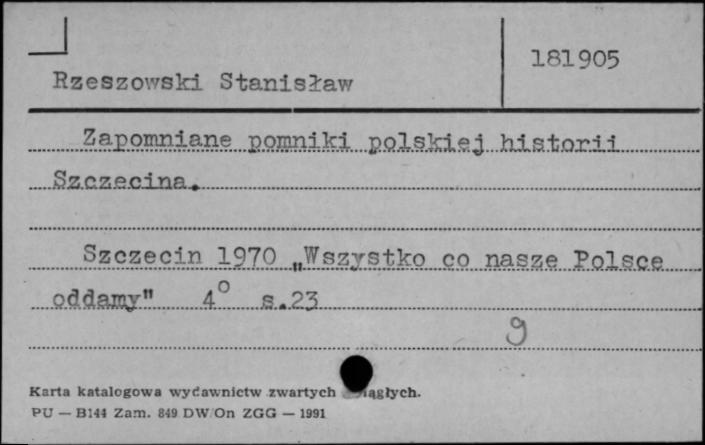 181905
Rzeszowski Stanisław
Zapomniane pomniki polskiej historii
Szczecina.
Szczecin 1970 „Wszystko co nasze Polsce
oddamy" 4° s.23
9
Karta katalogowa wydawnictw zwartych
PU — B144 Zam. 849 DW/On ZGG — 1991